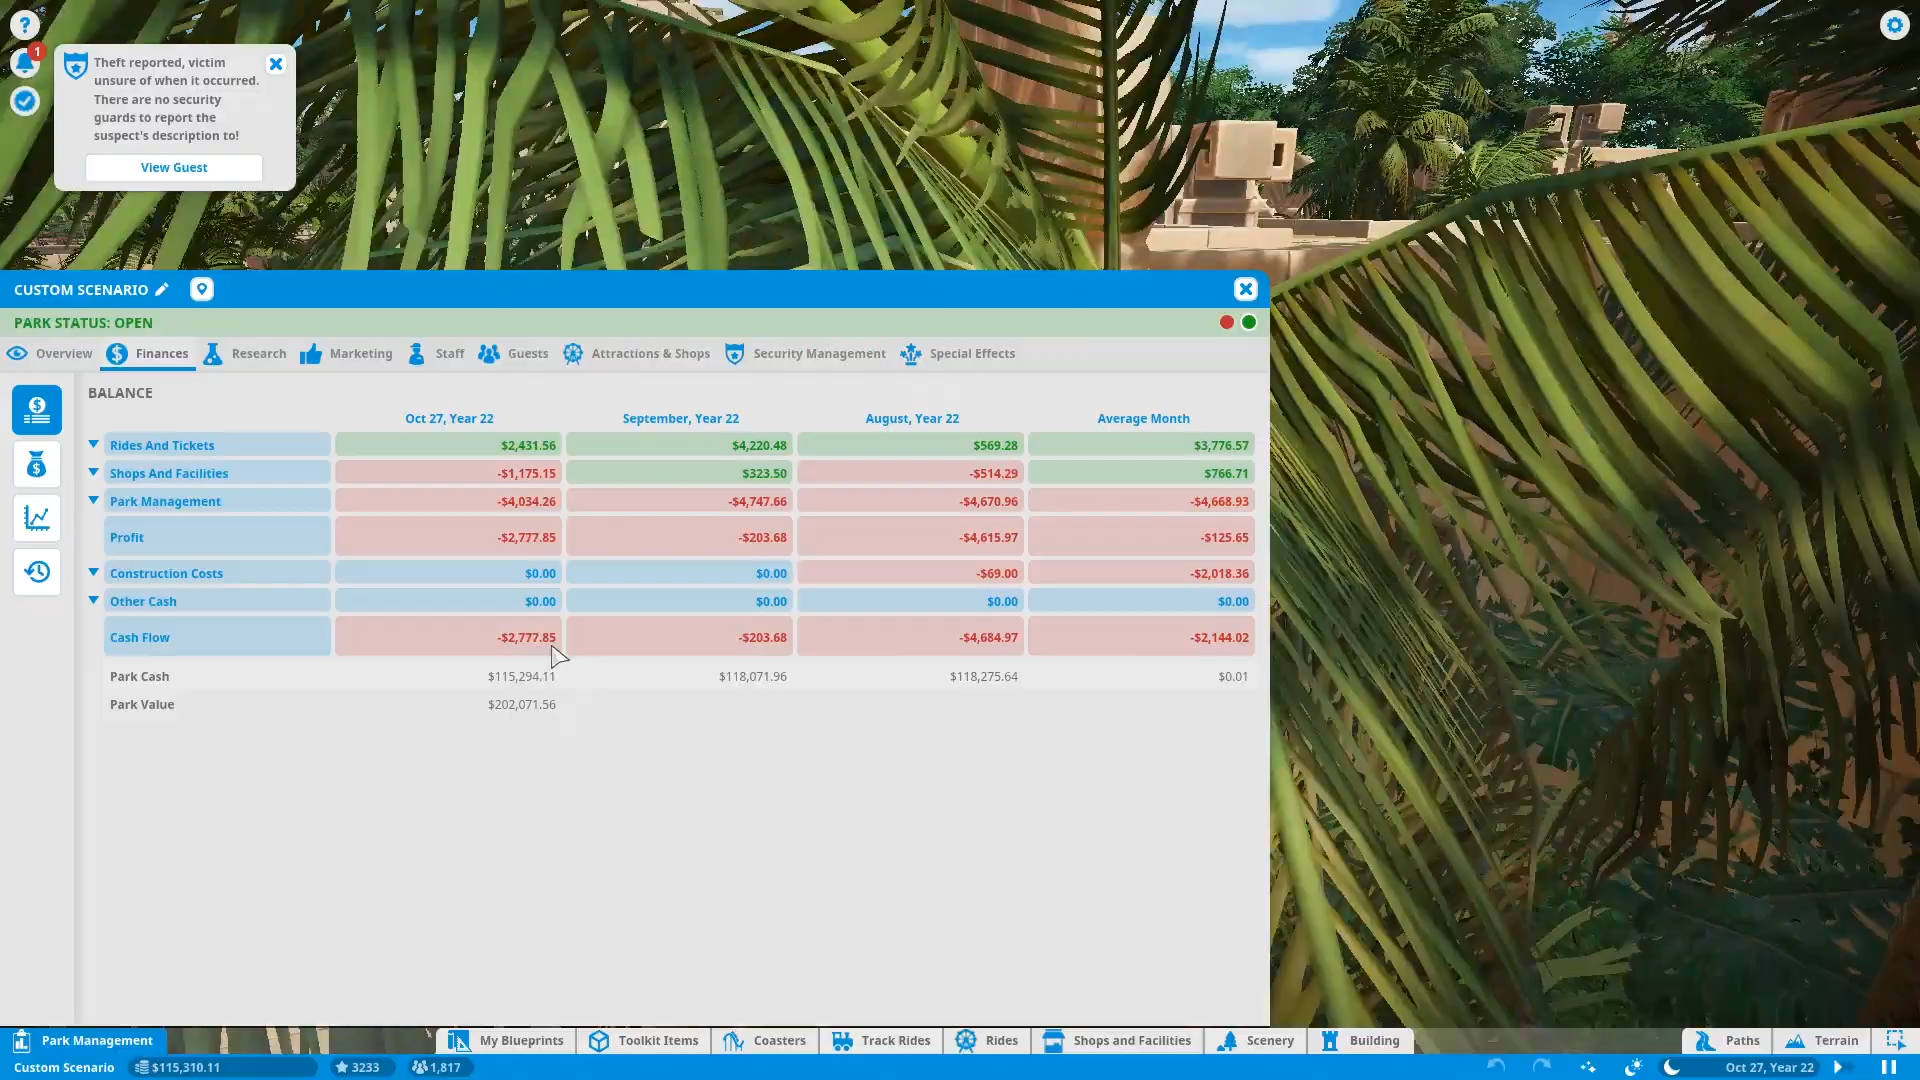 ?
1
Theft reported, victim
unsure of when it occurred.
There are no security
guards to report the
suspect's description to!
View Guest
CUSTOM SCENARIO
PARK STATUS: OPEN
Overview Finances Research Marketing Staff Guests Attractions & Shops Security Management Special Effects
BALANCE
Oct 27, Year 22 September, Year 22 August, Year 22 Average Month
Rides And Tickets $2,431.56 $4,220.48 $569.28 $3,776.57
Shops And Facilities -$1,175.15 $323.50 -$514.29 $766.71
Park Management -$4,034.26 -$4,747.66 -$4,670.96 -$4,668.93
Profit -$2,777.85 -$203.68 -$4,615.97 -$125.65
Construction Costs $0.00 $0.00 -$69.00 -$2,018.36
Other Cash $0.00 $0.00 $0.00 $0.00
Cash Flow -$2,777.85 -$203.68 -$4,684.97 -$2,144.02
Park Cash $115,294.11 $118,071.96 $118,275.64 $0.01
Park Value $202,071.56
Park Management My Blueprints Toolkit Items Coasters Track Rides Rides Shops and Facilities Scenery Building Paths Terrain
Custom Scenario $115,310.11 3233 1,817 Oct 27, Year 22